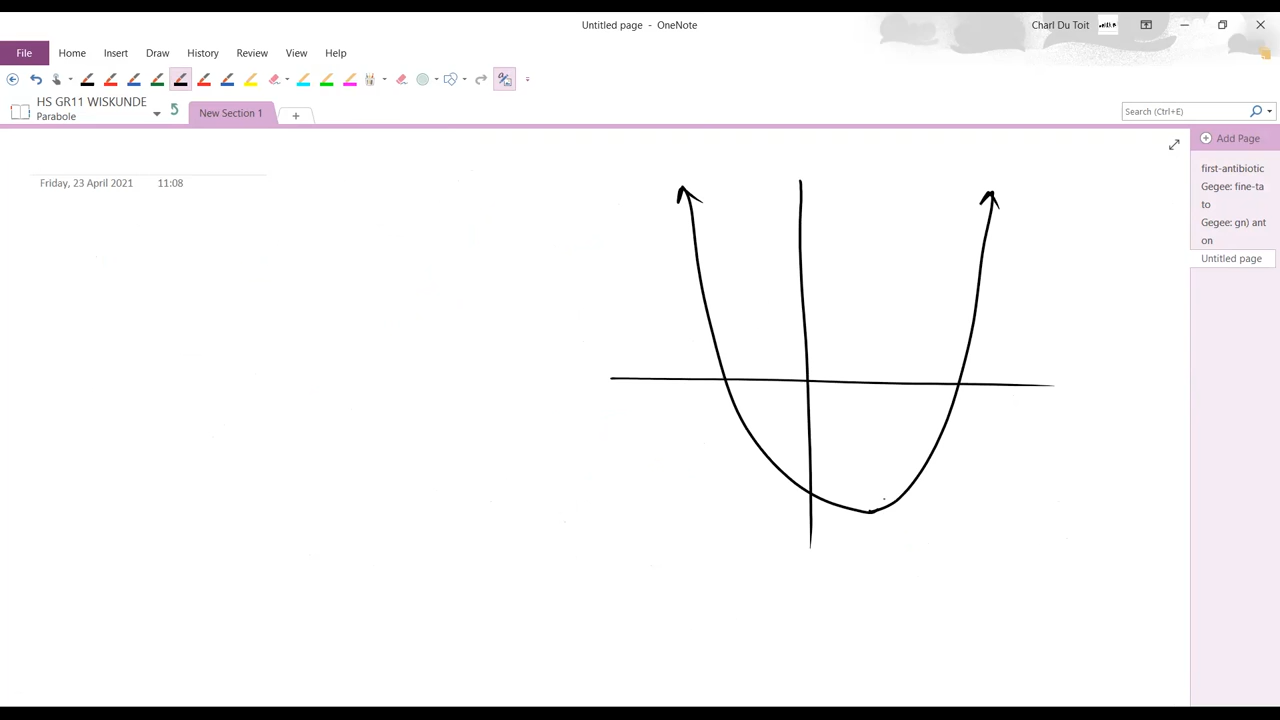 Untitled page - OneNote
Charl Du Toit
File Home Insert Draw History Review View Help
HS GR11 WISKUNDE
Parabole
New Section 1
Search (Ctrl+E)
Add Page
Friday, 23 April 2021 11:08
first-antibiotic
Gegee: fine-ta
to
Gegee: gn) ant
on
Untitled page